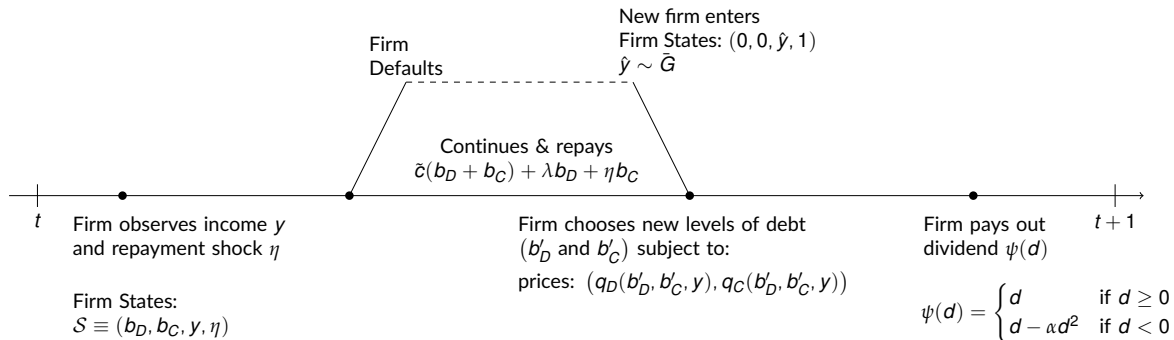 New firm enters
Firm States: (0, 0, ŷ, 1)
ŷ ∼ Ḡ
Firm
Defaults
Continues & repays
c̃(b_D + b_C) + λb_D + ηb_C
t
t + 1
Firm observes income y
and repayment shock η
Firm States:
S ≡ (b_D, b_C, y, η)
Firm chooses new levels of debt
(b′_D and b′_C) subject to:
prices: (q_D(b′_D, b′_C, y), q_C(b′_D, b′_C, y))
Firm pays out
dividend ψ(d)
ψ(d) = { d if d ≥ 0
d − αd² if d < 0